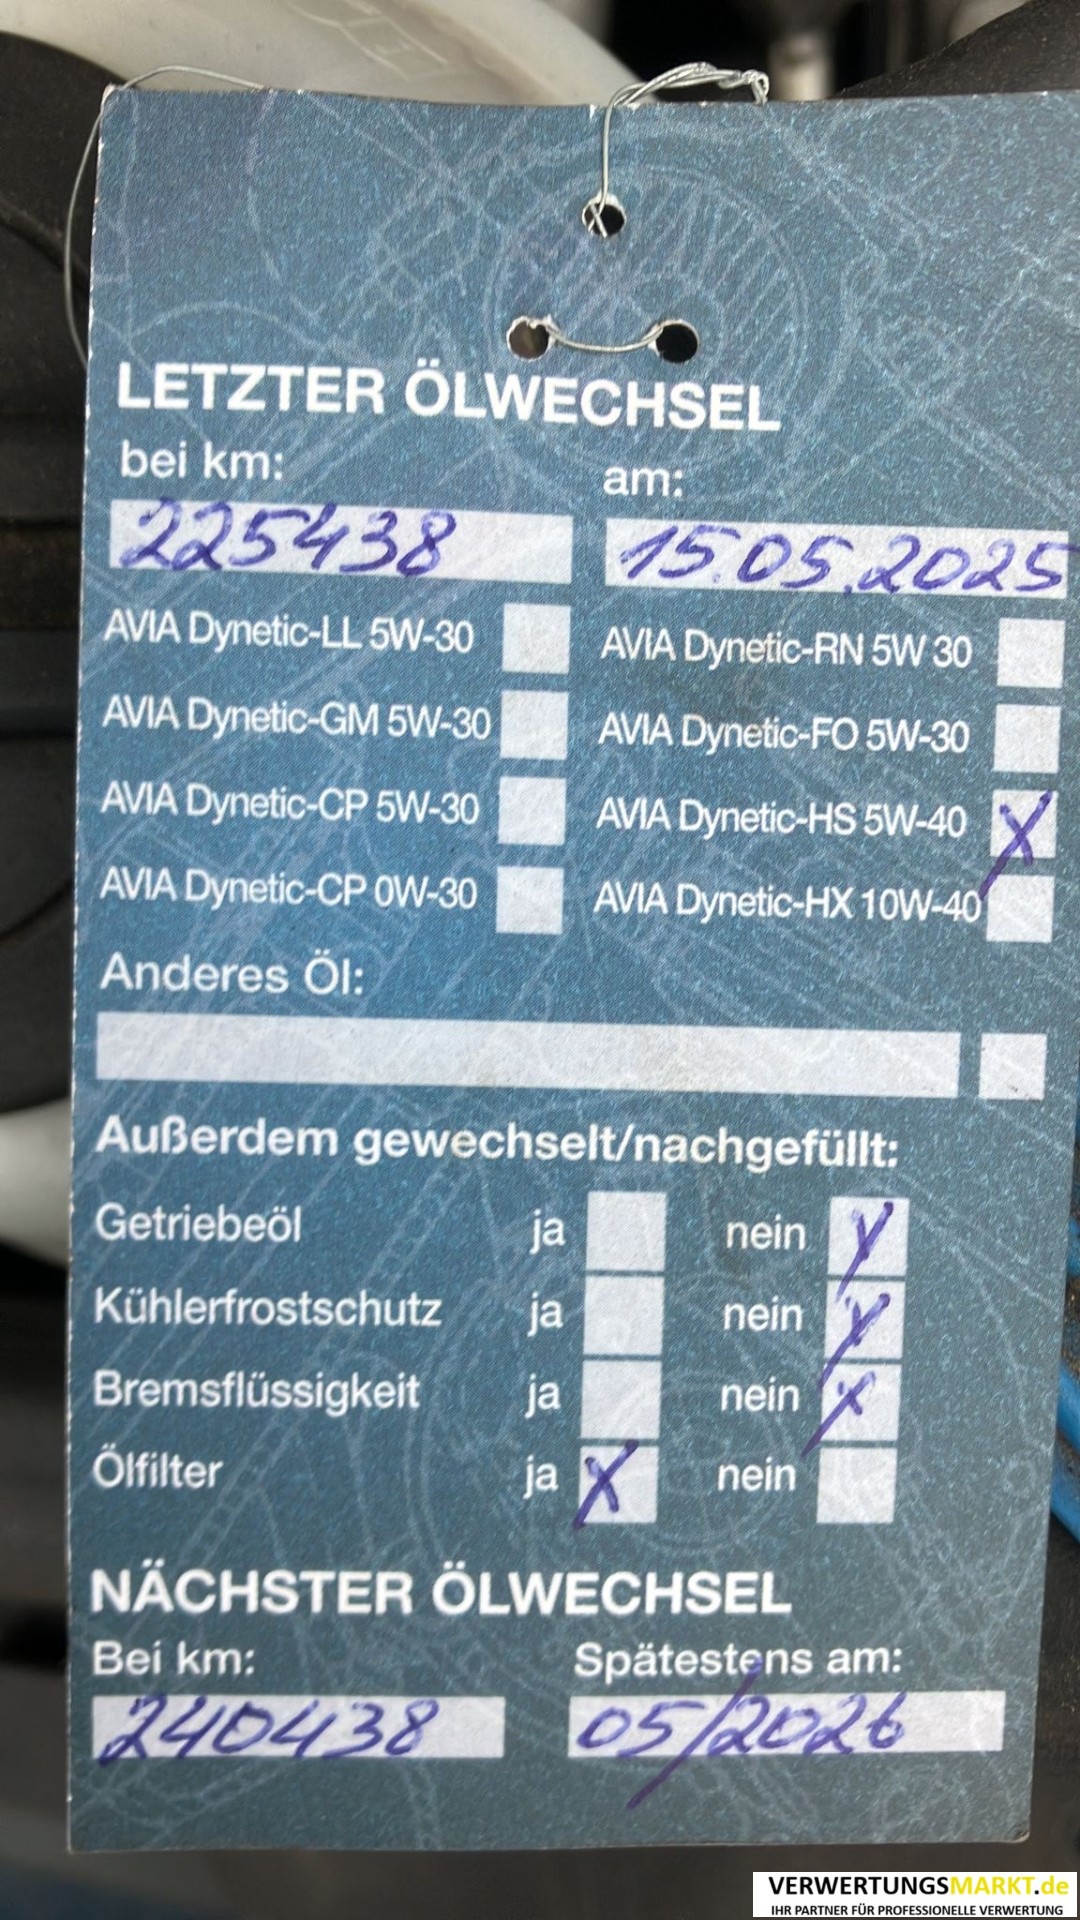 LETZTER ÖLWECHSEL
bei km: am:
225438 15.05.2025
AVIA Dynetic-LL 5W-30 AVIA Dynetic-RN 5W 30
AVIA Dynetic-GM 5W-30 AVIA Dynetic-FO 5W-30
AVIA Dynetic-CP 5W-30 AVIA Dynetic-HS 5W-40 X
AVIA Dynetic-CP 0W-30 AVIA Dynetic-HX 10W-40
Anderes Öl:
Außerdem gewechselt/nachgefüllt:
Getriebeöl ja nein X
Kühlerfrostschutz ja nein X
Bremsflüssigkeit ja nein X
Ölfilter ja X nein
NÄCHSTER ÖLWECHSEL
Bei km: Spätestens am:
240438 05/2026
VERWERTUNGSMARKT.de
IHR PARTNER FÜR PROFESSIONELLE VERWERTUNG